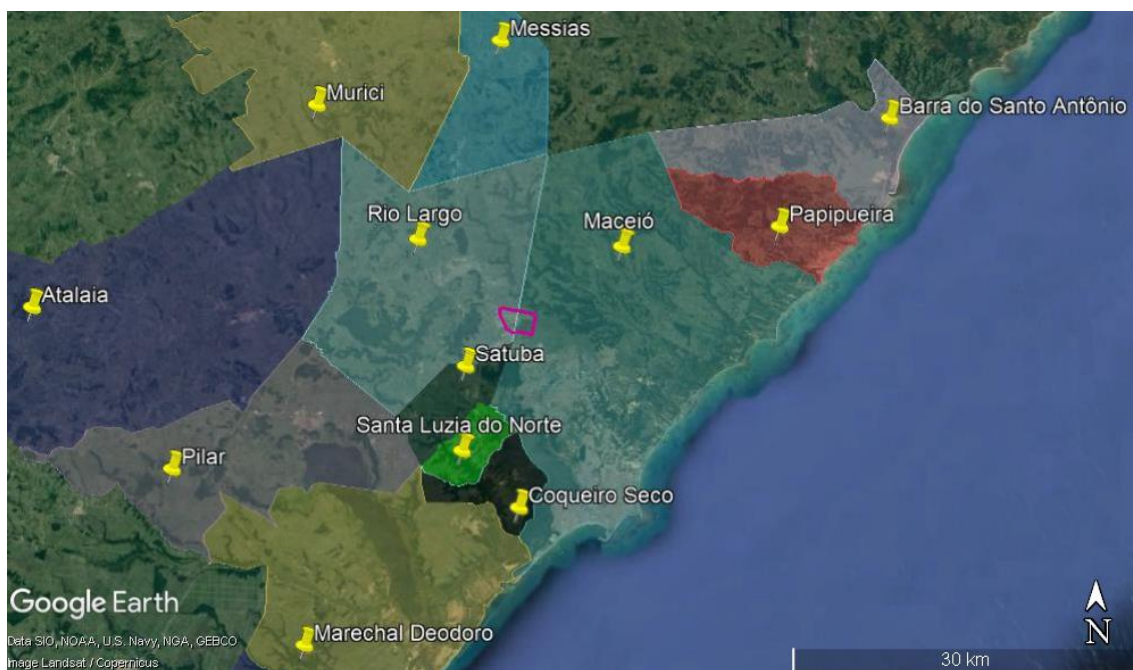 Messias
Murici
Barra do Santo Antônio
Rio Largo
Maceió
Papipueira
Atalaia
Satuba
Santa Luzia do Norte
Pilar
Coqueiro Seco
Google Earth
Marechal Deodoro
Data SIO, NOAA, U.S. Navy, NGA, GEBCO
Image Landsat / Copernicus
N
30 km